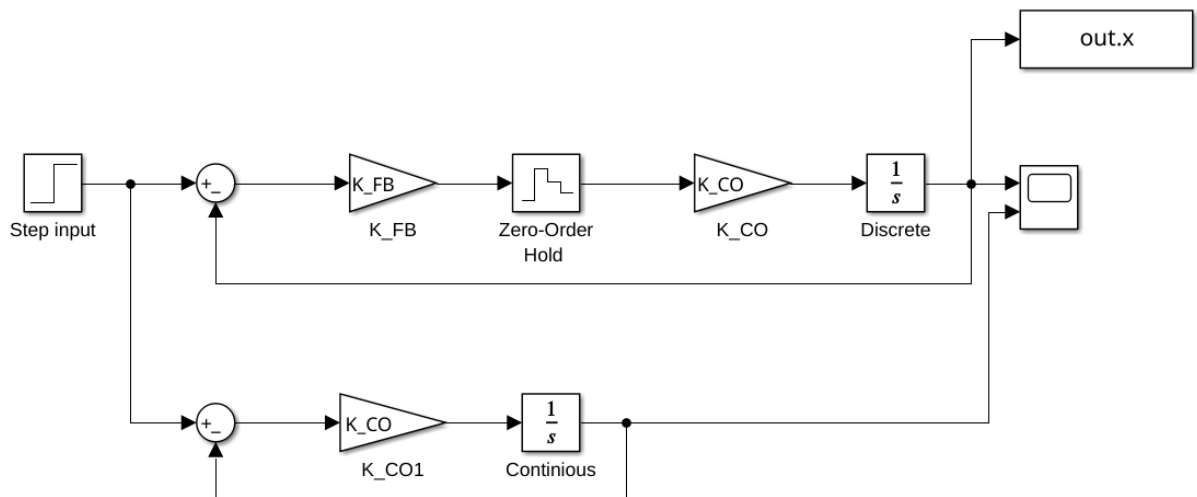 out.x
+_
K_FB
K_CO
1
s
Step input
K_FB
Zero-Order
Hold
K_CO
Discrete
+_
K_CO
1
s
K_CO1
Continious